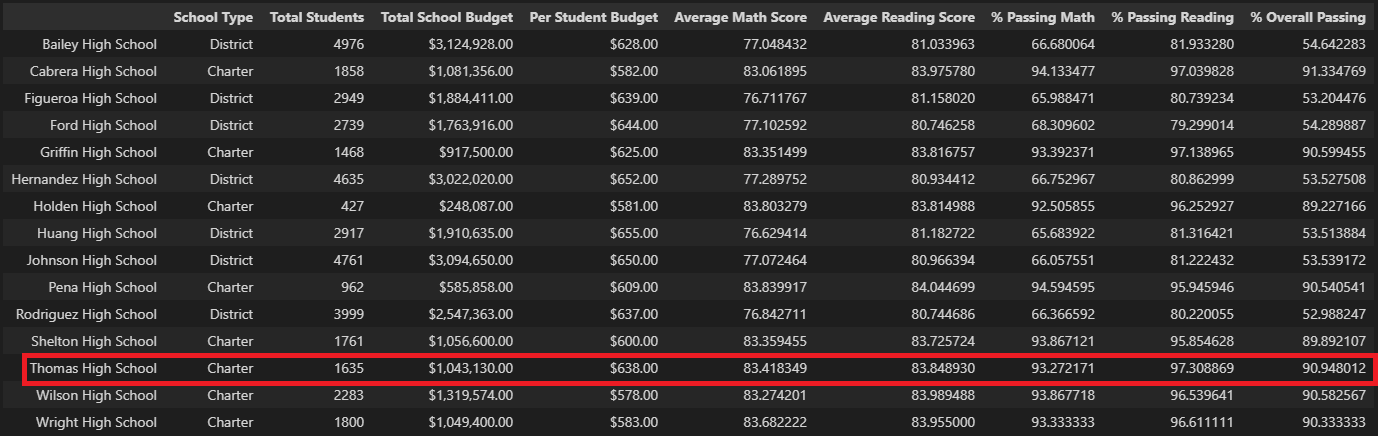 School Type Total Students Total School Budget Per Student Budget Average Math Score Average Reading Score % Passing Math % Passing Reading % Overall Passing
Bailey High School District 4976 $3,124,928.00 $628.00 77.048432 81.033963 66.680064 81.933280 54.642283
Cabrera High School Charter 1858 $1,081,356.00 $582.00 83.061895 83.975780 94.133477 97.039828 91.334769
Figueroa High School District 2949 $1,884,411.00 $639.00 76.711767 81.158020 65.988471 80.739234 53.204476
Ford High School District 2739 $1,763,916.00 $644.00 77.102592 80.746258 68.309602 79.299014 54.289887
Griffin High School Charter 1468 $917,500.00 $625.00 83.351499 83.816757 93.392371 97.138965 90.599455
Hernandez High School District 4635 $3,022,020.00 $652.00 77.289752 80.934412 66.752967 80.862999 53.527508
Holden High School Charter 427 $248,087.00 $581.00 83.803279 83.814988 92.505855 96.252927 89.227166
Huang High School District 2917 $1,910,635.00 $655.00 76.629414 81.182722 65.683922 81.316421 53.513884
Johnson High School District 4761 $3,094,650.00 $650.00 77.072464 80.966394 66.057551 81.222432 53.539172
Pena High School Charter 962 $585,858.00 $609.00 83.839917 84.044699 94.594595 95.945946 90.540541
Rodriguez High School District 3999 $2,547,363.00 $637.00 76.842711 80.744686 66.366592 80.220055 52.988247
Shelton High School Charter 1761 $1,056,600.00 $600.00 83.359455 83.725724 93.867121 95.854628 89.892107
Thomas High School Charter 1635 $1,043,130.00 $638.00 83.418349 83.848930 93.272171 97.308869 90.948012
Wilson High School Charter 2283 $1,319,574.00 $578.00 83.274201 83.989488 93.867718 96.539641 90.582567
Wright High School Charter 1800 $1,049,400.00 $583.00 83.682222 83.955000 93.333333 96.611111 90.333333